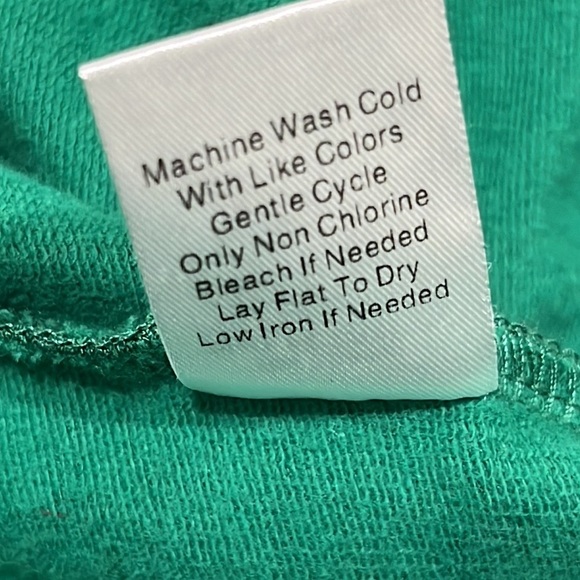 Machine Wash Cold
With Like Colors
Gentle Cycle
Only Non Chlorine
Bleach If Needed
Lay Flat To Dry
Low Iron If Needed